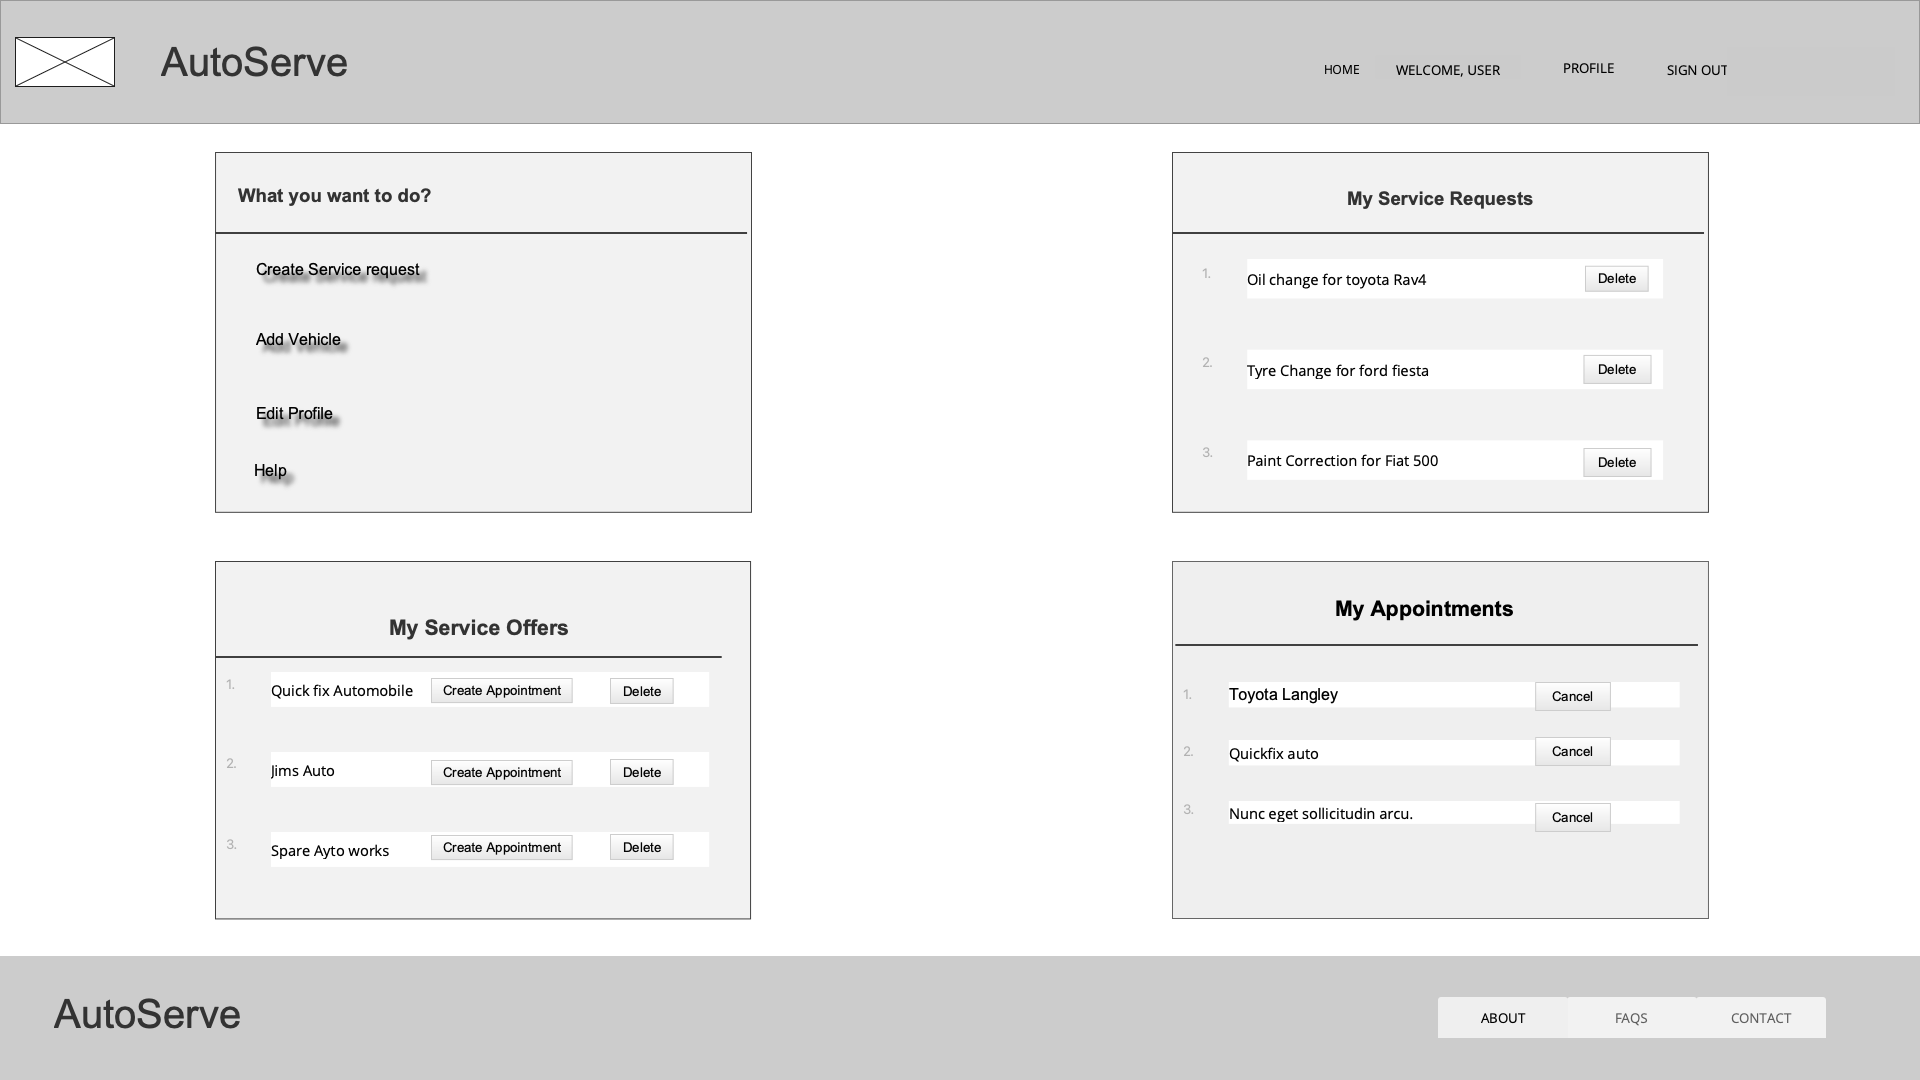 AutoServe
HOME
WELCOME, USER
PROFILE
SIGN OUT
What you want to do?
Create Service request
Add Vehicle
Edit Profile
Help
My Service Requests
1. Oil change for toyota Rav4 Delete
2. Tyre Change for ford fiesta Delete
3. Paint Correction for Fiat 500 Delete
My Service Offers
1. Quick fix Automobile Create Appointment Delete
2. Jims Auto Create Appointment Delete
3. Spare Ayto works Create Appointment Delete
My Appointments
1. Toyota Langley Cancel
2. Quickfix auto Cancel
3. Nunc eget sollicitudin arcu. Cancel
AutoServe
ABOUT
FAQS
CONTACT